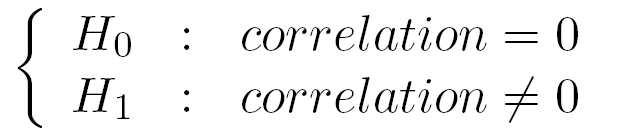 H₀ : correlation = 0
H₁ : correlation ≠ 0